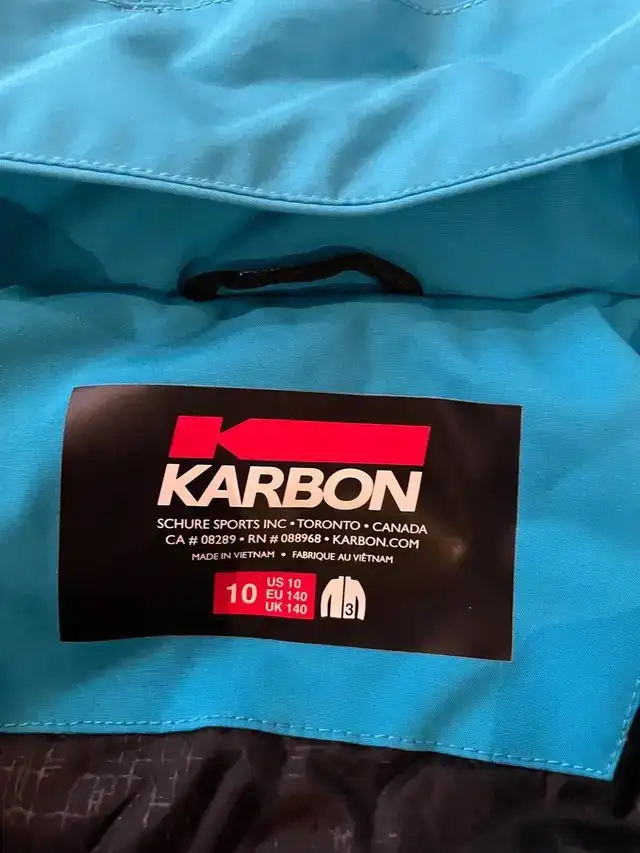 KARBON
SCHURE SPORTS INC • TORONTO • CANADA
CA # 08289 • RN # 088968 • KARBON.COM
MADE IN VIETNAM • FABRIQUE AU VIÊTNAM
10
US 10
EU 140
UK 140
3